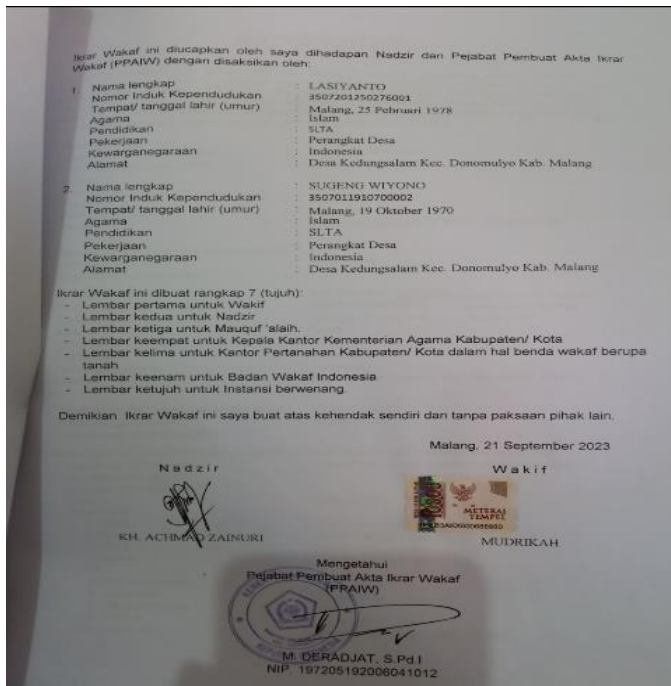 Ikrar Wakaf ini diucapkan oleh saya dihadapan Nadzir dan Pejabat Pembuat Akta Ikrar
Wakaf (PPAIW) dengan disaksikan oleh:
1. Nama lengkap : LASIYANTO
Nomor Induk Kependudukan : 3507201250276001
Tempat/ tanggal lahir (umur) : Malang, 25 Pebruari 1978
Agama : Islam
Pendidikan : SLTA
Pekerjaan : Perangkat Desa
Kewarganegaraan : Indonesia
Alamat : Desa Kedungsalam Kec. Donomulyo Kab. Malang
2. Nama lengkap : SUGENG WIYONO
Nomor Induk Kependudukan : 3507011910700002
Tempat/ tanggal lahir (umur) : Malang, 19 Oktober 1970
Agama : Islam
Pendidikan : SLTA
Pekerjaan : Perangkat Desa
Kewarganegaraan : Indonesia
Alamat : Desa Kedungsalam Kec. Donomulyo Kab. Malang
Ikrar Wakaf ini dibuat rangkap 7 (tujuh):
- Lembar pertama untuk Wakif
- Lembar kedua untuk Nadzir
- Lembar ketiga untuk Mauquf 'alaih.
- Lembar keempat untuk Kepala Kantor Kementerian Agama Kabupaten/ Kota
- Lembar kelima untuk Kantor Pertanahan Kabupaten/ Kota dalam hal benda wakaf berupa
tanah
- Lembar keenam untuk Badan Wakaf Indonesia
- Lembar ketujuh untuk Instansi berwenang.
Demikian Ikrar Wakaf ini saya buat atas kehendak sendiri dan tanpa paksaan pihak lain.
Malang, 21 September 2023
Nadzir
Wakif
10000
METERAI
TEMPEL
KH. ACHMAD ZAINURI
MUDRIKAH
Mengetahui
Pejabat Pembuat Akta Ikrar Wakaf
(PPAIW)
M. DERADJAT, S.Pd.I
NIP. 197205192006041012